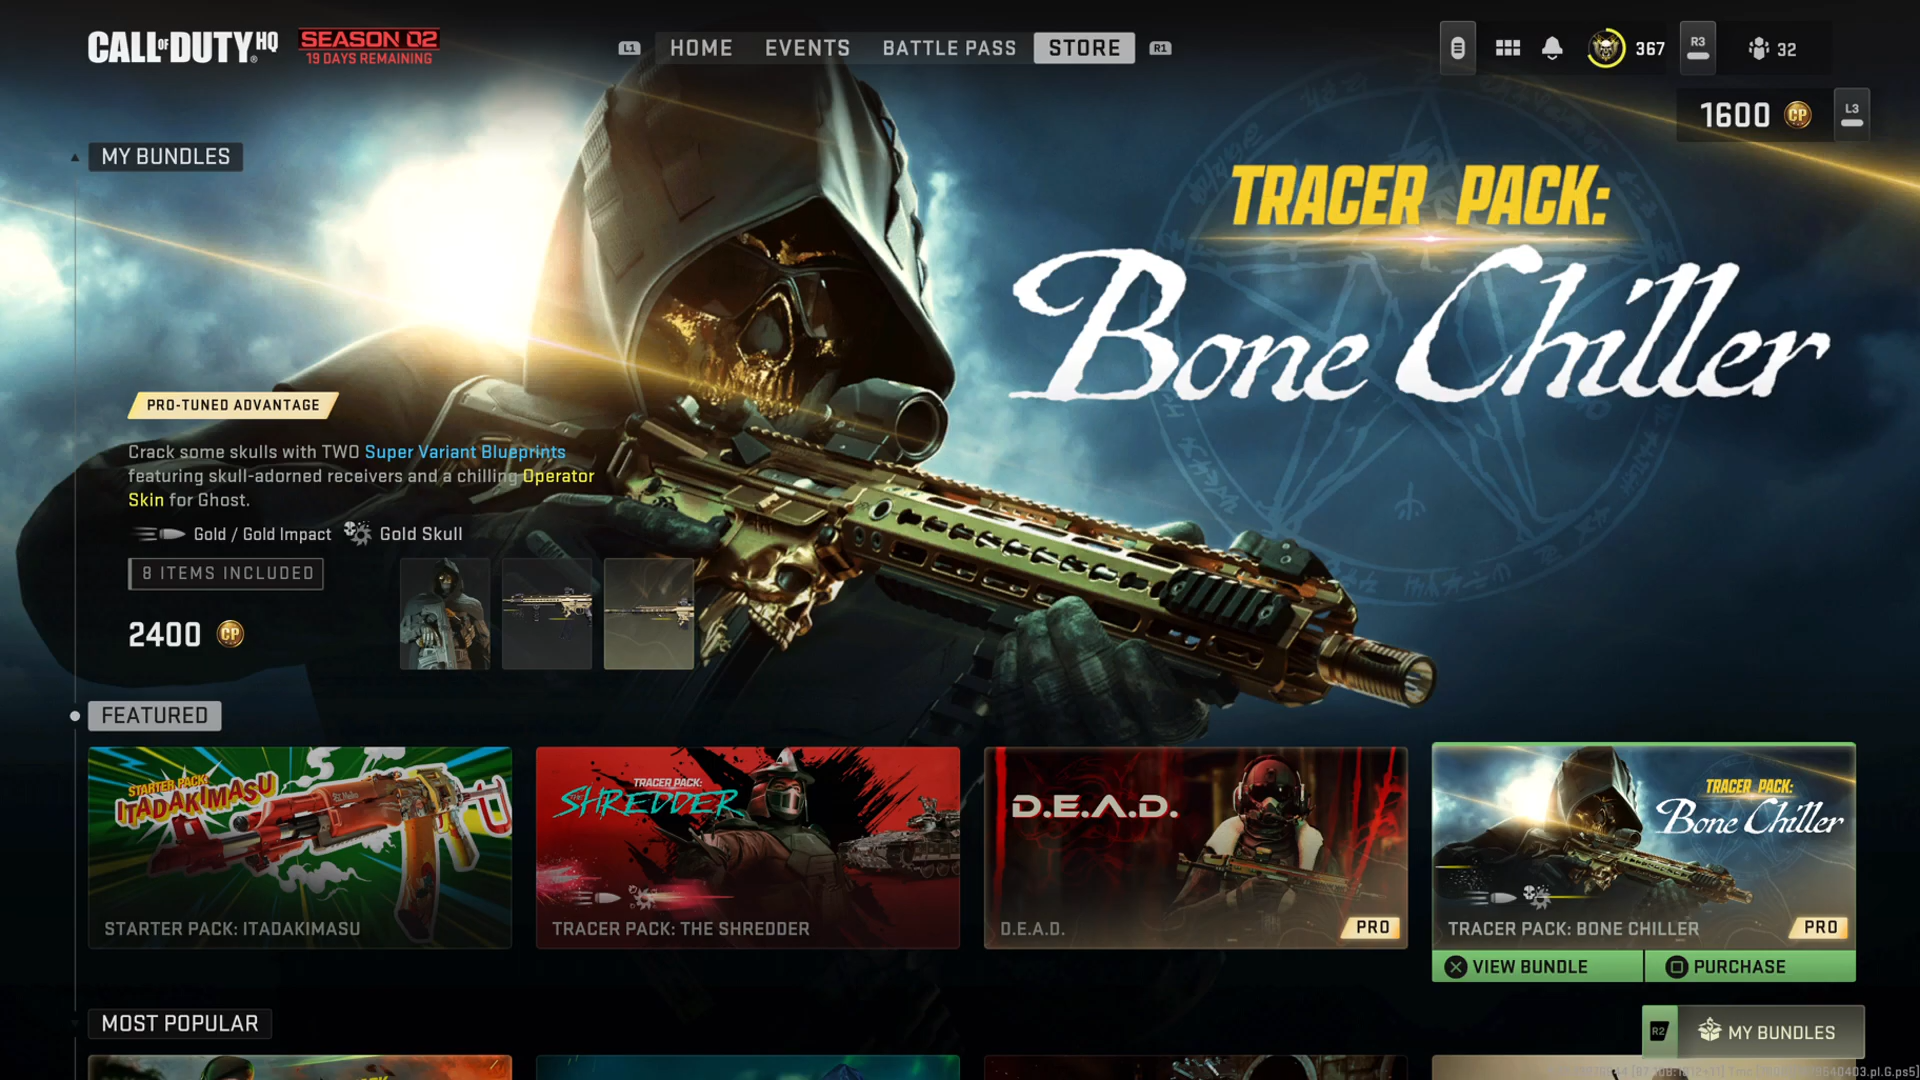 CALL OF DUTY HQ
SEASON 02
19 DAYS REMAINING
L1
HOME
EVENTS
BATTLE PASS
STORE
R1
367
R3
32
1600 CP
L3
MY BUNDLES
TRACER PACK:
Bone Chiller
PRO-TUNED ADVANTAGE
Crack some skulls with TWO Super Variant Blueprints
featuring skull-adorned receivers and a chilling Operator
Skin for Ghost.
Gold / Gold Impact
Gold Skull
8 ITEMS INCLUDED
2400 CP
FEATURED
STARTER PACK:
ITADAKIMASU
STARTER PACK: ITADAKIMASU
TRACER PACK:
SHREDDER
TRACER PACK: THE SHREDDER
D.E.A.D.
D.E.A.D.
PRO
TRACER PACK:
Bone Chiller
TRACER PACK: BONE CHILLER
PRO
VIEW BUNDLE
PURCHASE
MOST POPULAR
R2
MY BUNDLES